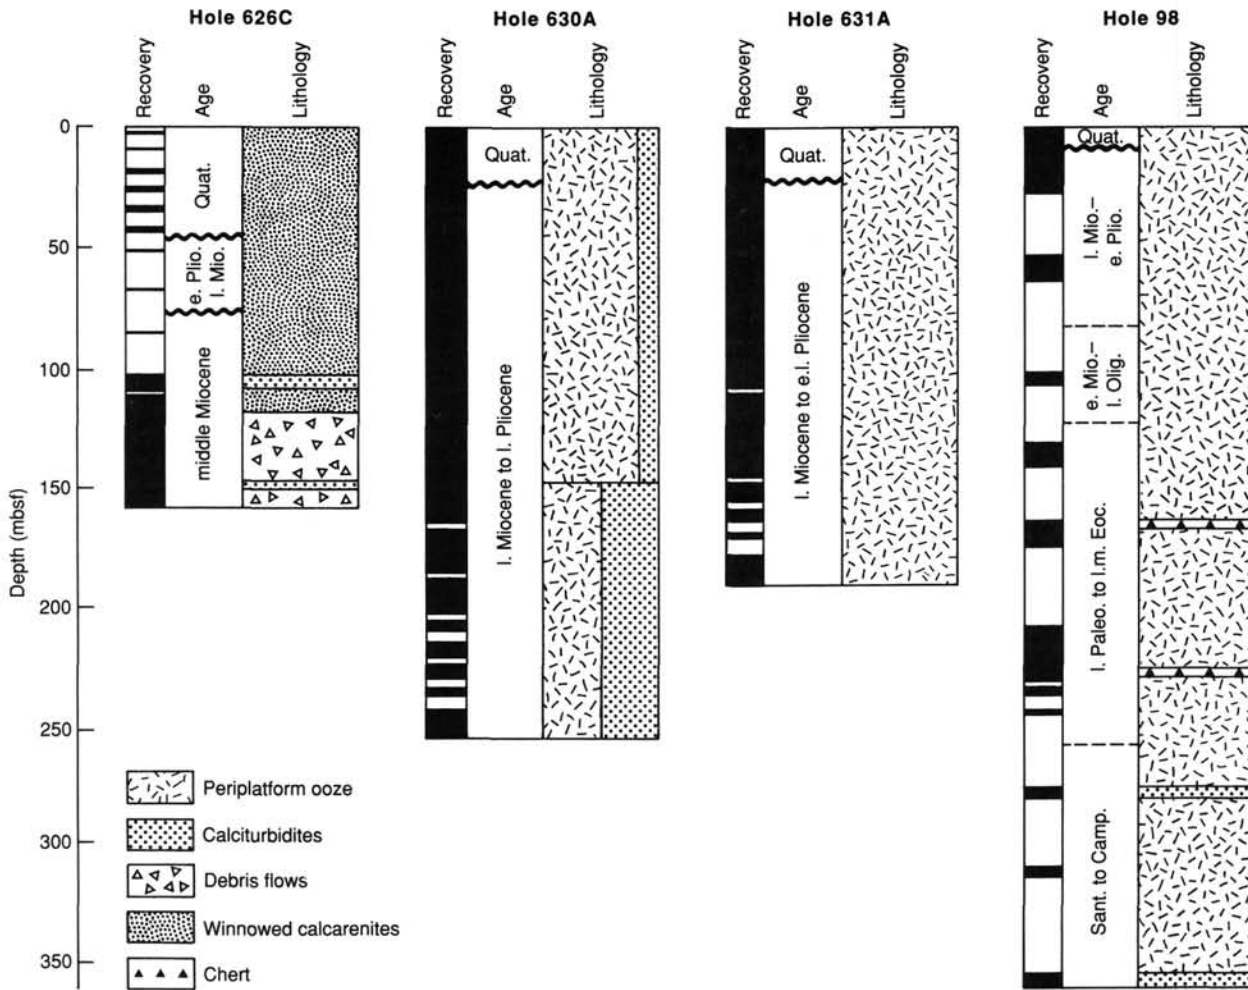 Hole 626C
Hole 630A
Hole 631A
Hole 98
Recovery
Age
Lithology
Recovery
Age
Lithology
Recovery
Age
Lithology
Recovery
Age
Lithology
Depth (mbsf)
0
50
100
150
200
250
300
350
Quat.
e. Plio.
l. Mio.
middle Miocene
Quat.
l. Miocene to l. Pliocene
Quat.
l. Miocene to e.l. Pliocene
Quat.
l. Mio.–
e. Plio.
e. Mio.–
l. Olig.
l. Paleo. to l.m. Eoc.
Sant. to Camp.
Periplatform ooze
Calciturbidites
Debris flows
Winnowed calcarenites
Chert